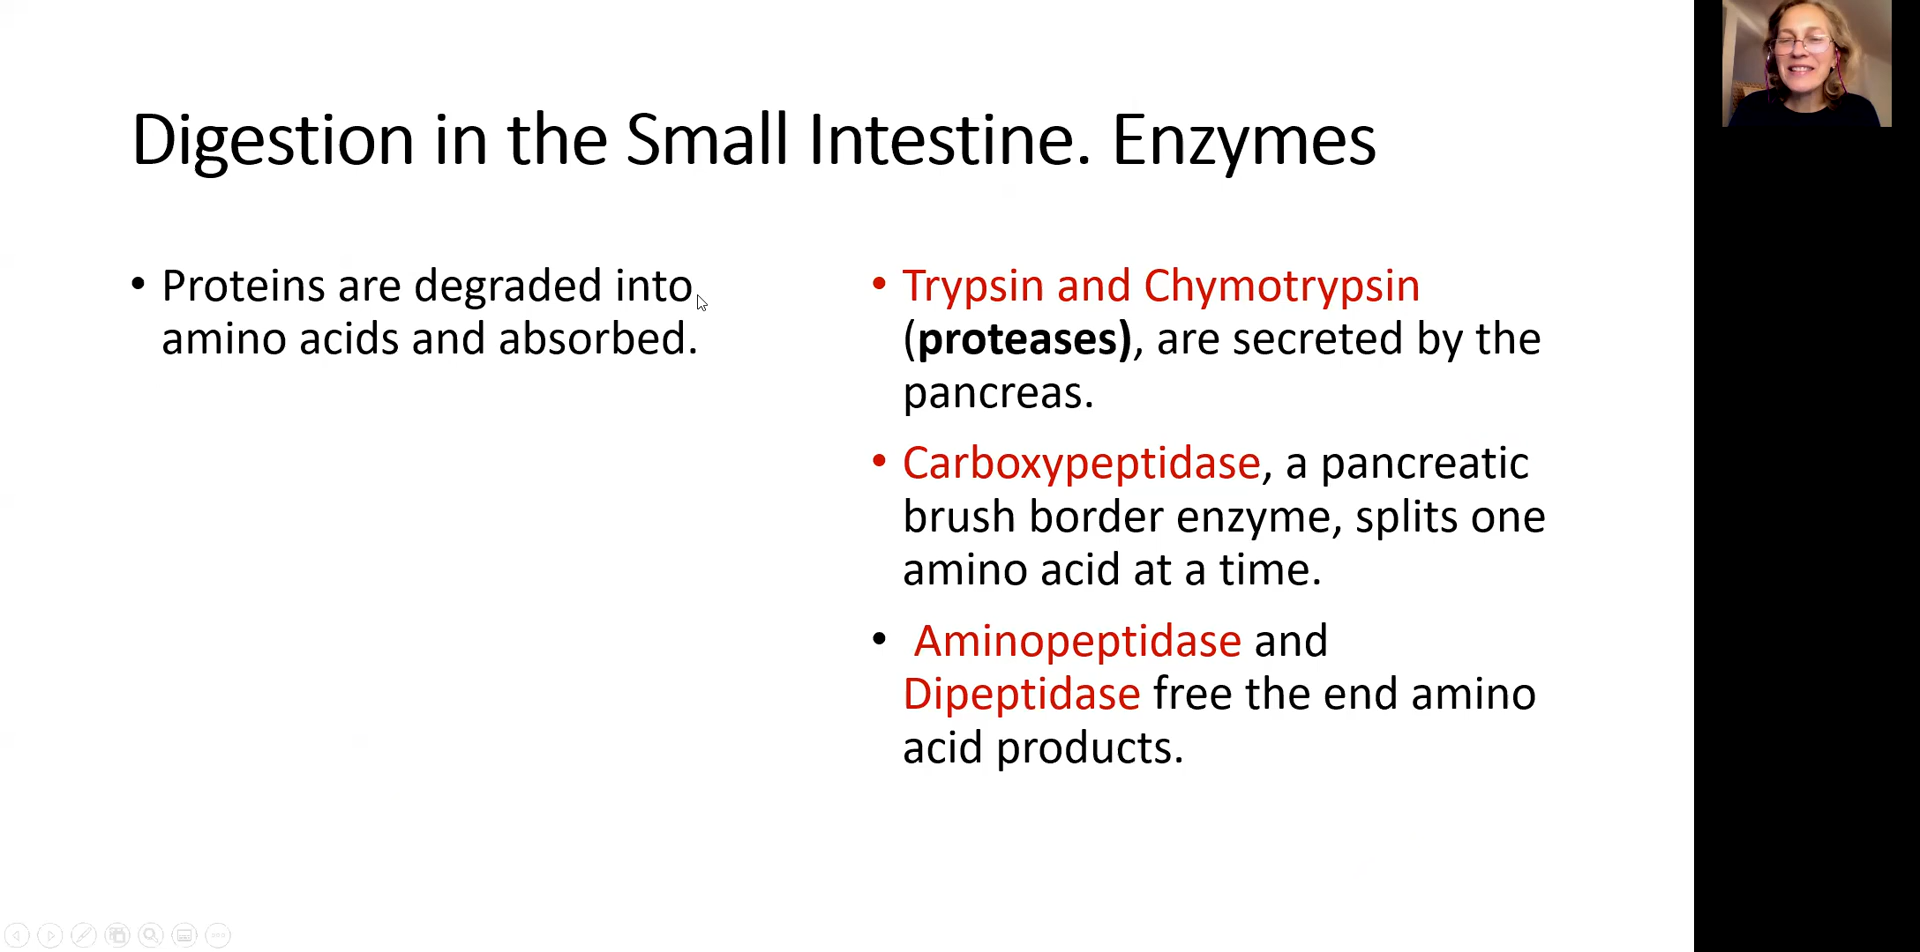 Digestion in the Small Intestine. Enzymes
• Proteins are degraded into
amino acids and absorbed.
• Trypsin and Chymotrypsin
(proteases), are secreted by the
pancreas.
• Carboxypeptidase, a pancreatic
brush border enzyme, splits one
amino acid at a time.
• Aminopeptidase and
Dipeptidase free the end amino
acid products.